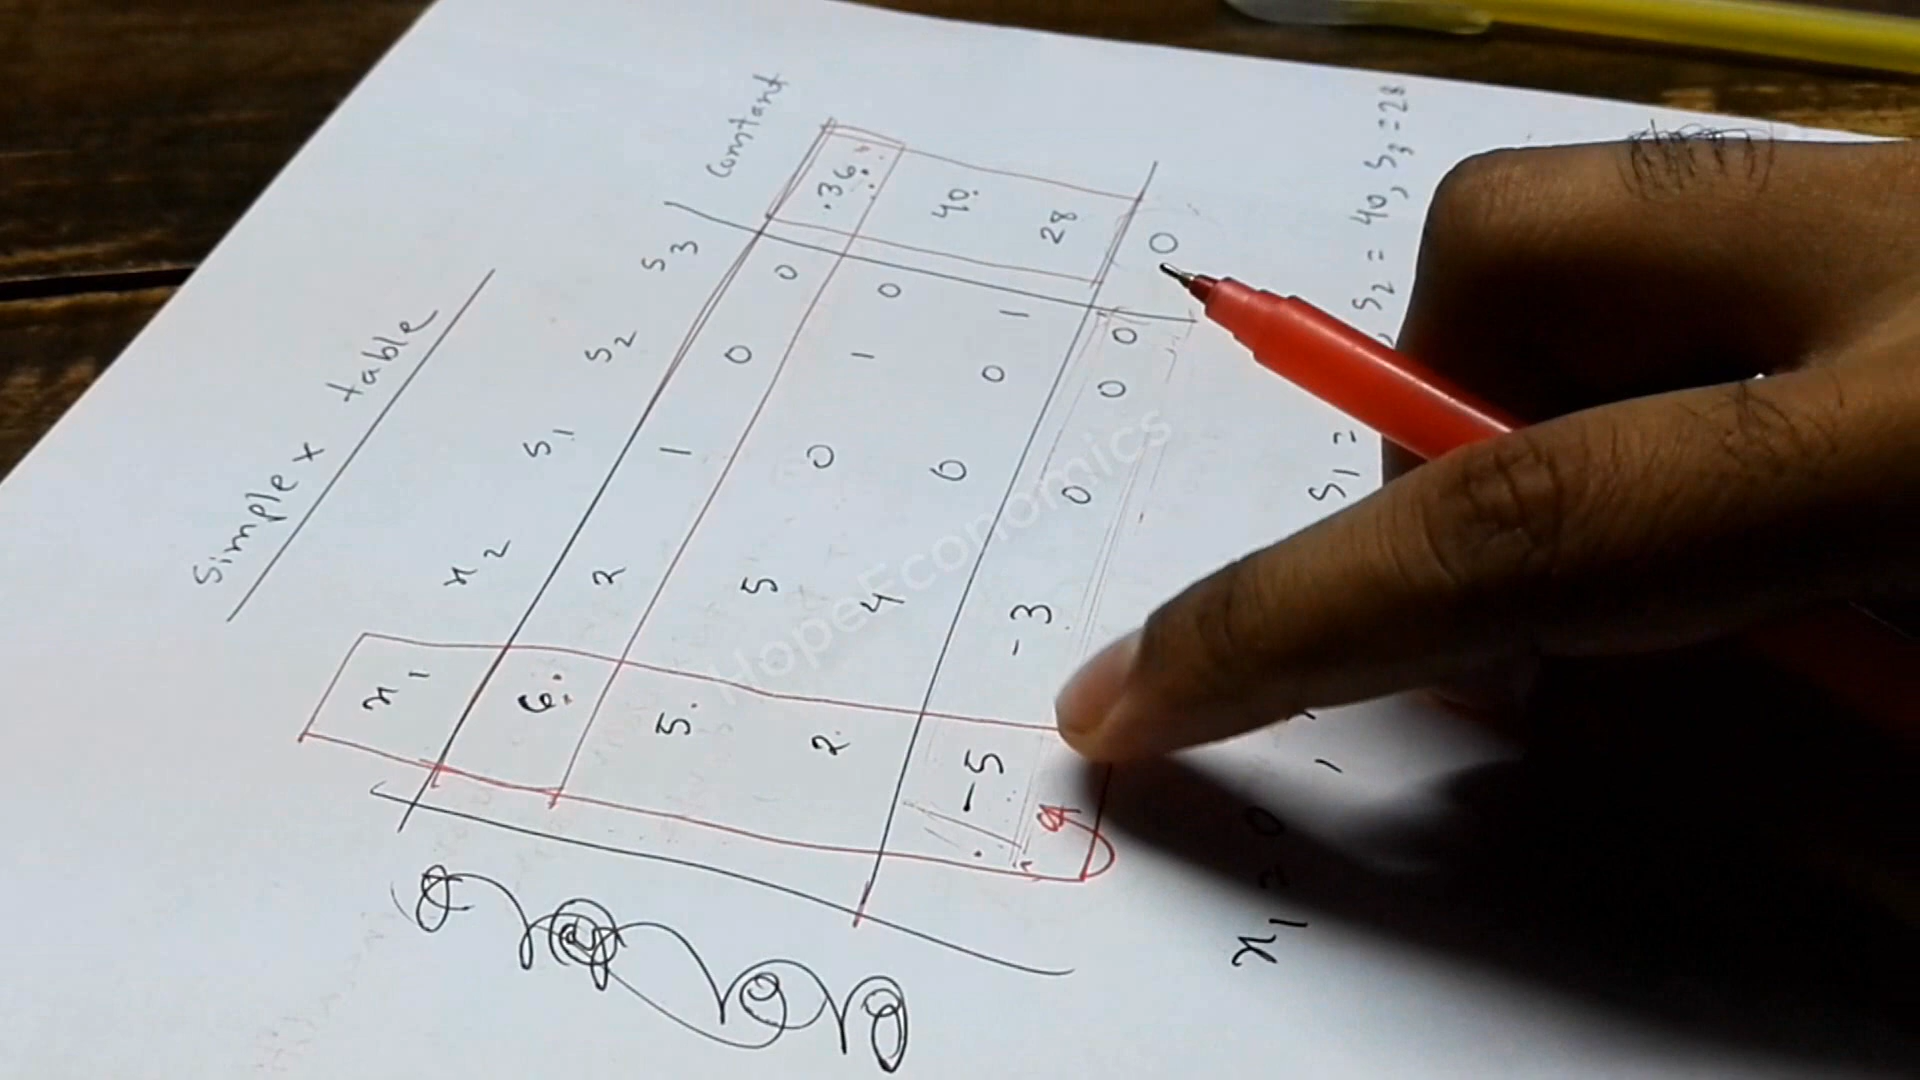 Simplex table
x1 x2 s1 s2 s3 Constant
6 2 1 0 0 36
5 5 0 1 0 40
2 4 0 0 1 28
-5 -3 0 0 0 0
x1 = 0, s1 = , s2 = 40, s3 = 28
HopeEconomics